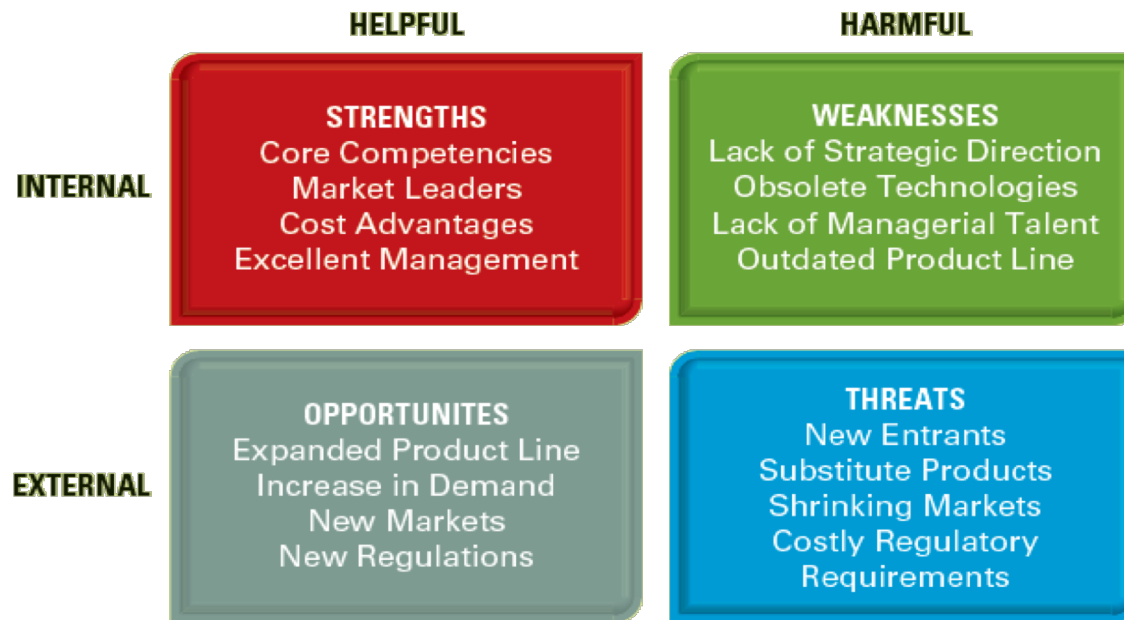 HELPFUL
HARMFUL
INTERNAL
STRENGTHS
Core Competencies
Market Leaders
Cost Advantages
Excellent Management
WEAKNESSES
Lack of Strategic Direction
Obsolete Technologies
Lack of Managerial Talent
Outdated Product Line
EXTERNAL
OPPORTUNITES
Expanded Product Line
Increase in Demand
New Markets
New Regulations
THREATS
New Entrants
Substitute Products
Shrinking Markets
Costly Regulatory
Requirements